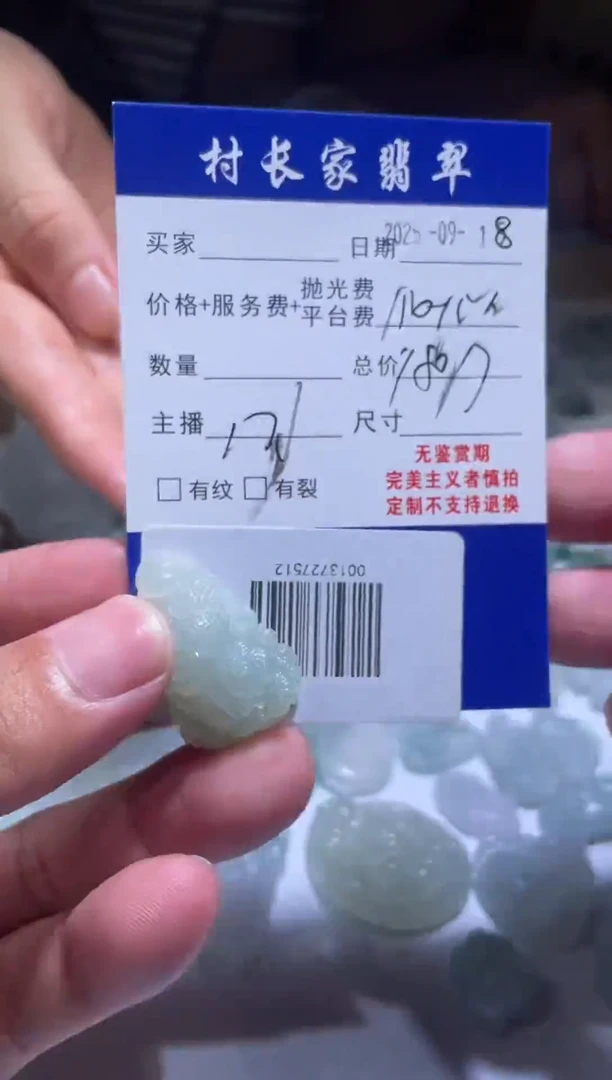 村长家翡翠
买家 日期 2025-09-18
价格+服务费+抛光费平台费
数量 总价
主播 尺寸
无鉴赏期
完美主义者慎拍
□有纹 □有裂 定制不支持退换
0013727512